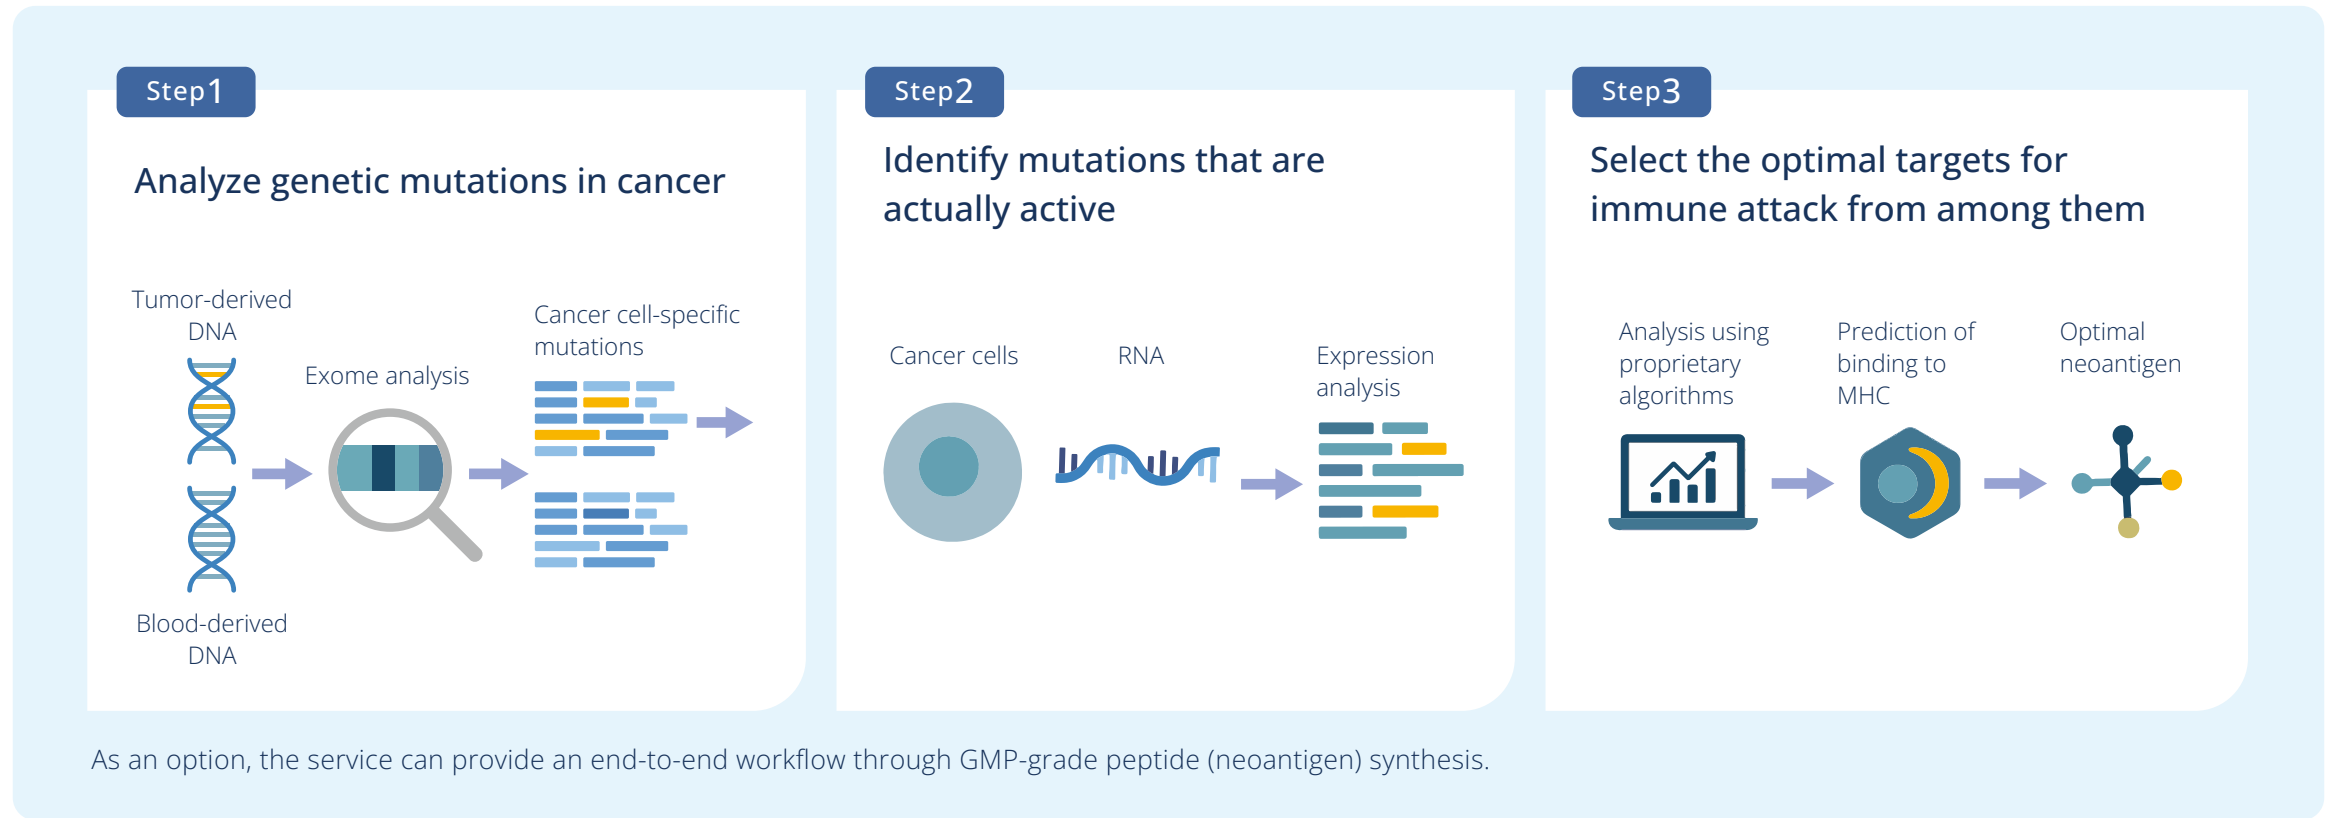 Step1
Analyze genetic mutations in cancer
Tumor-derived
DNA
Exome analysis
Cancer cell-specific
mutations
Blood-derived
DNA
Step2
Identify mutations that are
actually active
Cancer cells
RNA
Expression
analysis
Step3
Select the optimal targets for
immune attack from among them
Analysis using
proprietary
algorithms
Prediction of
binding to
MHC
Optimal
neoantigen
As an option, the service can provide an end-to-end workflow through GMP-grade peptide (neoantigen) synthesis.